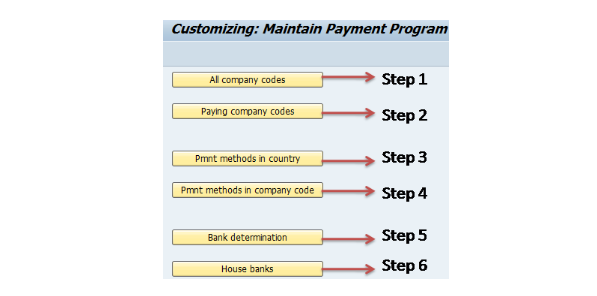 Customizing: Maintain Payment Program
All company codes Step 1
Paying company codes Step 2
Pmnt methods in country Step 3
Pmnt methods in company code Step 4
Bank determination Step 5
House banks Step 6